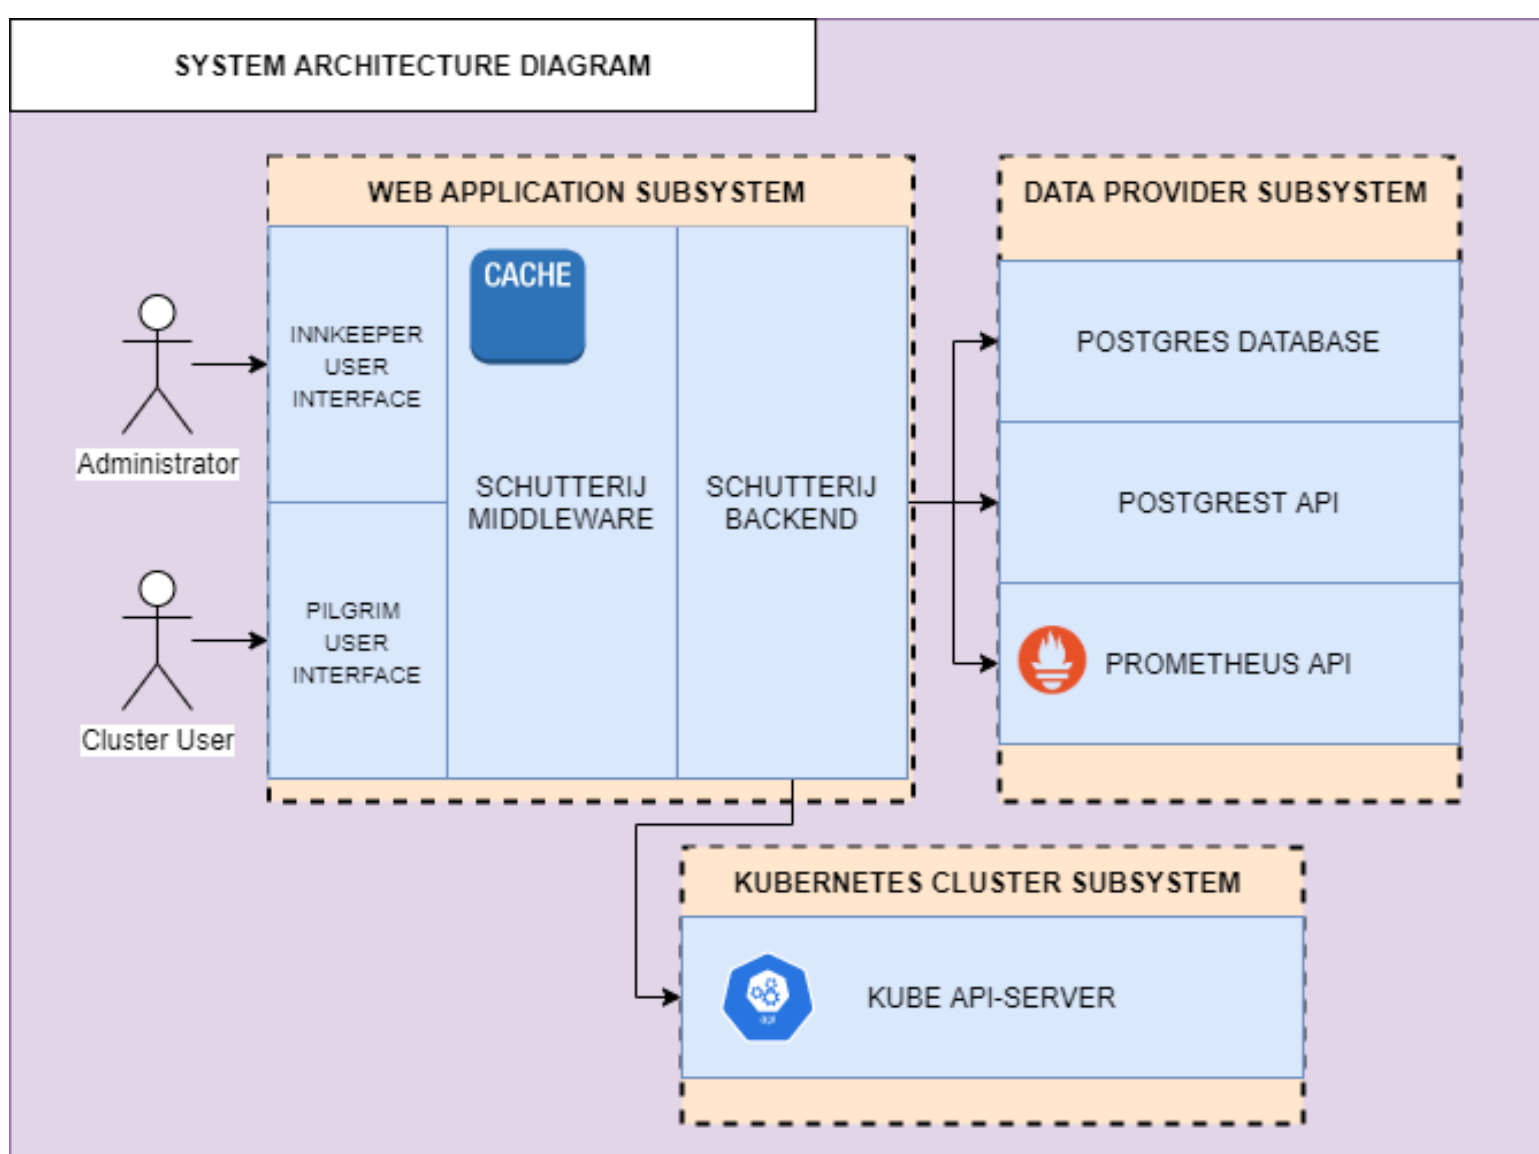 SYSTEM ARCHITECTURE DIAGRAM
WEB APPLICATION SUBSYSTEM
DATA PROVIDER SUBSYSTEM
CACHE
INNKEEPER
USER
INTERFACE
POSTGRES DATABASE
Administrator
SCHUTTERIJ
MIDDLEWARE
SCHUTTERIJ
BACKEND
POSTGREST API
PILGRIM
USER
INTERFACE
PROMETHEUS API
Cluster User
KUBERNETES CLUSTER SUBSYSTEM
api
KUBE API-SERVER